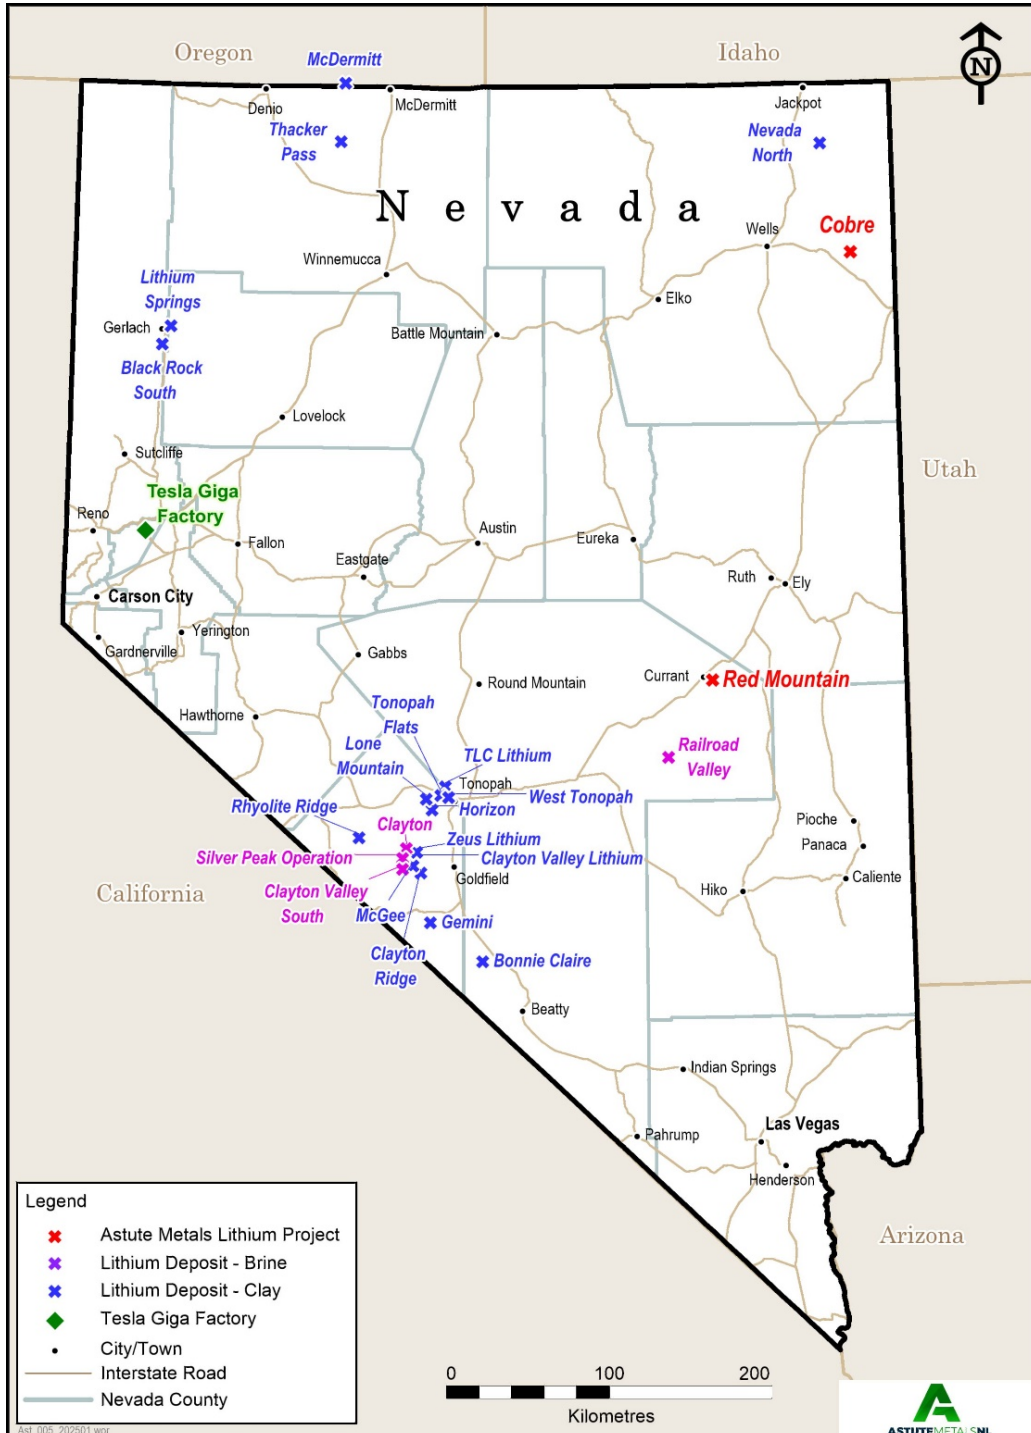 Oregon
Idaho
McDermitt
N
Denio
McDermitt
Jackpot
Thacker
Pass
Nevada
North
Nevada
Cobre
Wells
Winnemucca
Lithium
Springs
Elko
Gerlach
Battle Mountain
Black Rock
South
Lovelock
Sutcliffe
Utah
Tesla Giga
Factory
Reno
Austin
Eureka
Fallon
Eastgate
Ruth
Ely
Carson City
Yerington
Gardnerville
Gabbs
Currant
Red Mountain
Round Mountain
Tonopah
Flats
Hawthorne
Lone
Mountain
TLC Lithium
Railroad
Valley
Tonopah
West Tonopah
Rhyolite Ridge
Horizon
Clayton
Pioche
Zeus Lithium
Panaca
Silver Peak Operation
Clayton Valley Lithium
Goldfield
Caliente
California
Clayton Valley
South
Hiko
McGee
Gemini
Clayton
Ridge
Bonnie Claire
Beatty
Indian Springs
Las Vegas
Pahrump
Henderson
Arizona
Legend
Astute Metals Lithium Project
Lithium Deposit - Brine
Lithium Deposit - Clay
Tesla Giga Factory
City/Town
Interstate Road
Nevada County
0 100 200
Kilometres
ASTUTEMETALSNL
Ast_005_202501.wor